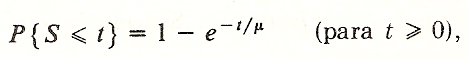 P{S ⩽ t} = 1 − e^{−t/μ} (para t ⩾ 0),